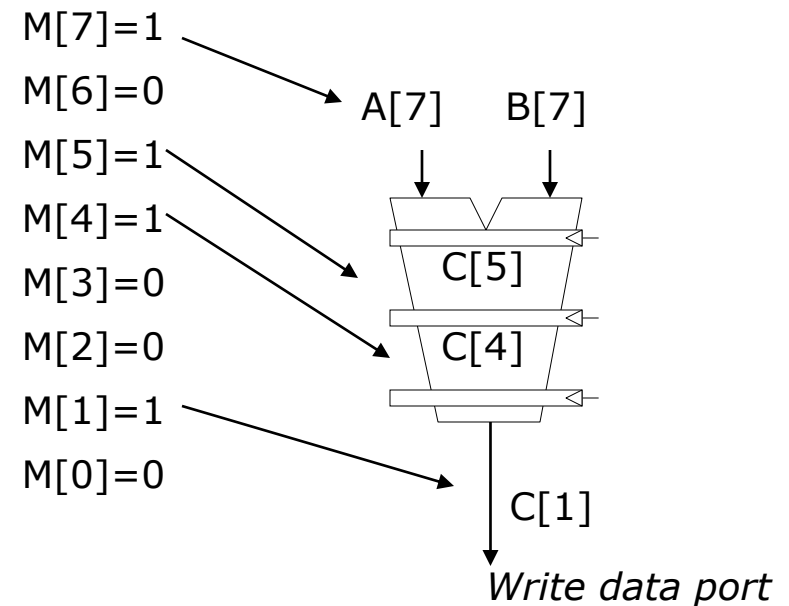 M[7]=1
M[6]=0
M[5]=1
M[4]=1
M[3]=0
M[2]=0
M[1]=1
M[0]=0
A[7] B[7]
C[5]
C[4]
C[1]
Write data port